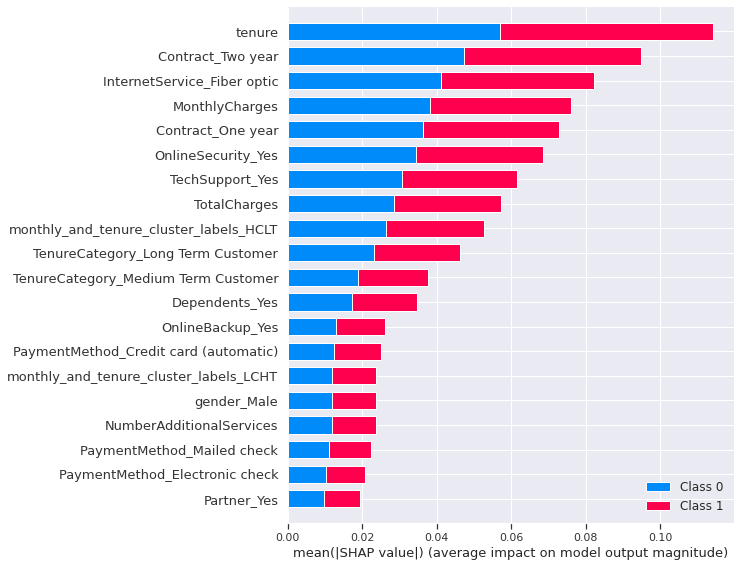 tenure
Contract_Two year
InternetService_Fiber optic
MonthlyCharges
Contract_One year
OnlineSecurity_Yes
TechSupport_Yes
TotalCharges
monthly_and_tenure_cluster_labels_HCLT
TenureCategory_Long Term Customer
TenureCategory_Medium Term Customer
Dependents_Yes
OnlineBackup_Yes
PaymentMethod_Credit card (automatic)
monthly_and_tenure_cluster_labels_LCHT
gender_Male
NumberAdditionalServices
PaymentMethod_Mailed check
PaymentMethod_Electronic check
Partner_Yes
Class 0
Class 1
0.00 0.02 0.04 0.06 0.08 0.10
mean(|SHAP value|) (average impact on model output magnitude)